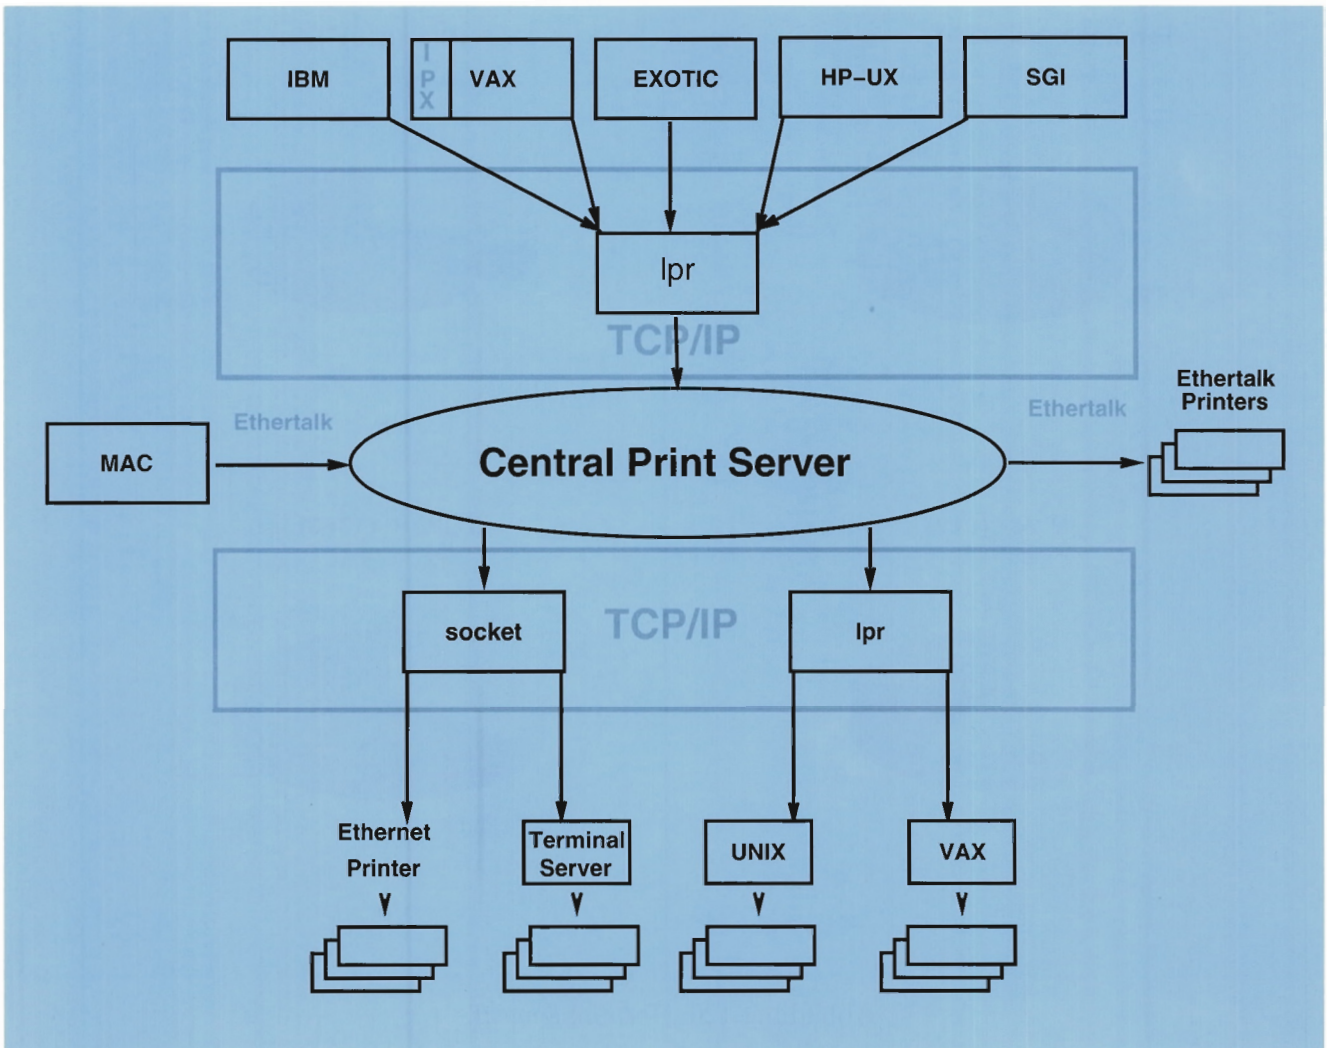 IBM
I
P
X
VAX
EXOTIC
HP-UX
SGI
lpr
TCP/IP
Ethertalk
Printers
Ethertalk
Ethertalk
MAC
Central Print Server
socket
TCP/IP
lpr
Ethernet
Printer
Terminal
Server
UNIX
VAX